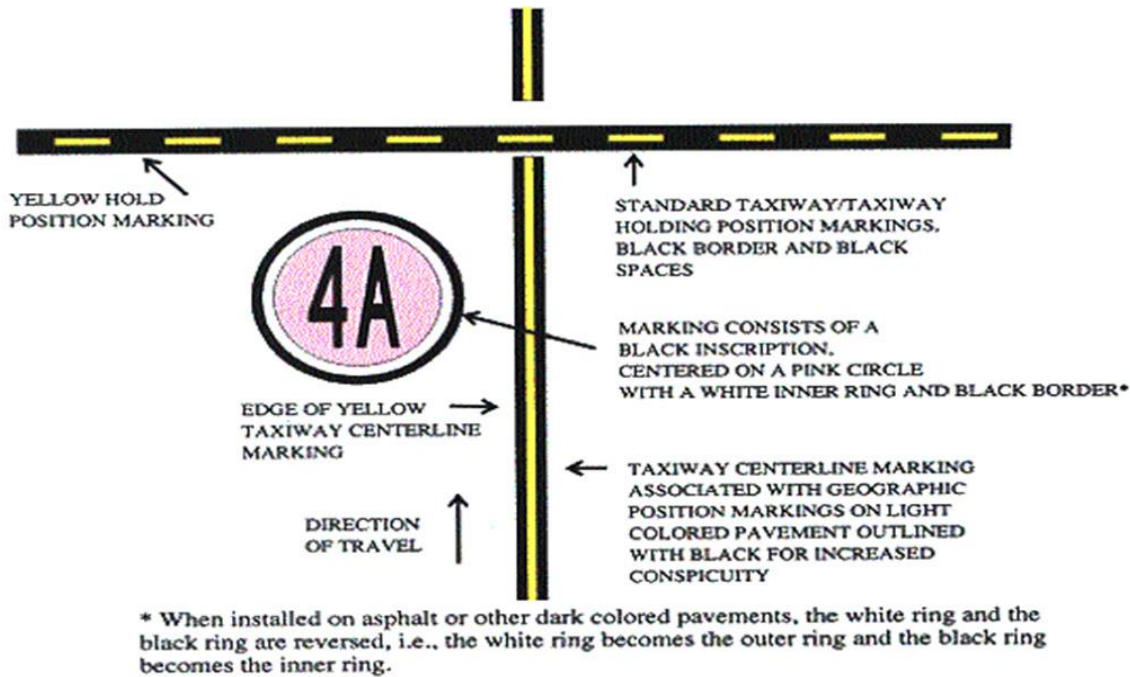 YELLOW HOLD
POSITION MARKING
STANDARD TAXIWAY/TAXIWAY
HOLDING POSITION MARKINGS,
BLACK BORDER AND BLACK
SPACES
4A
MARKING CONSISTS OF A
BLACK INSCRIPTION,
CENTERED ON A PINK CIRCLE
WITH A WHITE INNER RING AND BLACK BORDER*
EDGE OF YELLOW
TAXIWAY CENTERLINE
MARKING
TAXIWAY CENTERLINE MARKING
ASSOCIATED WITH GEOGRAPHIC
POSITION MARKINGS ON LIGHT
COLORED PAVEMENT OUTLINED
WITH BLACK FOR INCREASED
CONSPICUITY
DIRECTION
OF TRAVEL
* When installed on asphalt or other dark colored pavements, the white ring and the
black ring are reversed, i.e., the white ring becomes the outer ring and the black ring
becomes the inner ring.